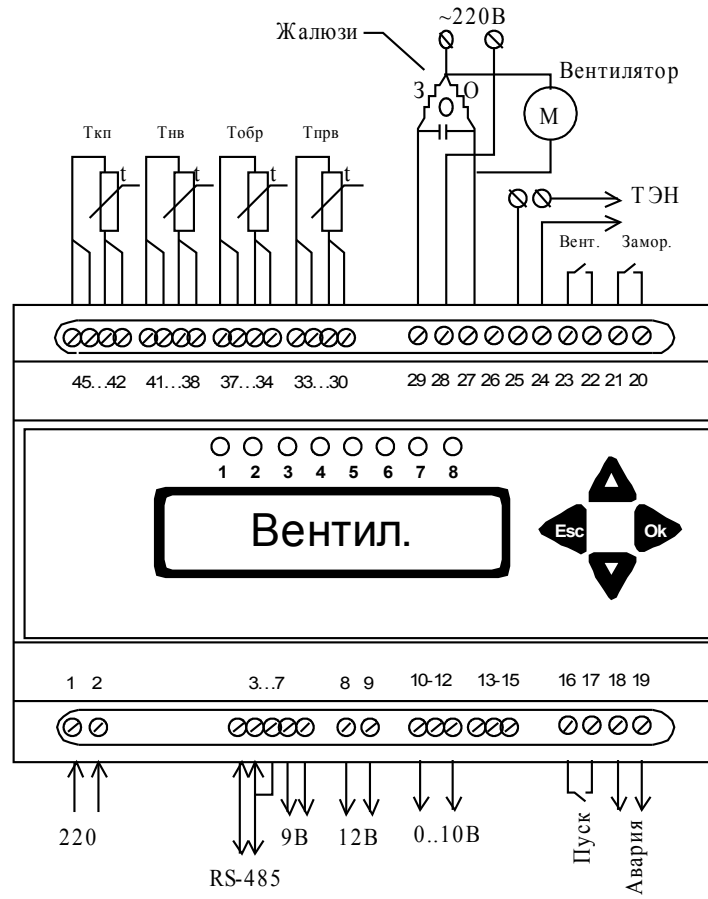 ~220В
Жалюзи
З О
Вентилятор
М
Ткп Тнв Тобр Тпрв
t t t t
ТЭН
Вент. Замор.
45...42 41...38 37...34 33...30 29 28 27 26 25 24 23 22 21 20
1 2 3 4 5 6 7 8
Вентил.
Esc Ok
1 2 3...7 8 9 10-12 13-15 16 17 18 19
220 9В 12В 0..10В Пуск Авария
RS-485